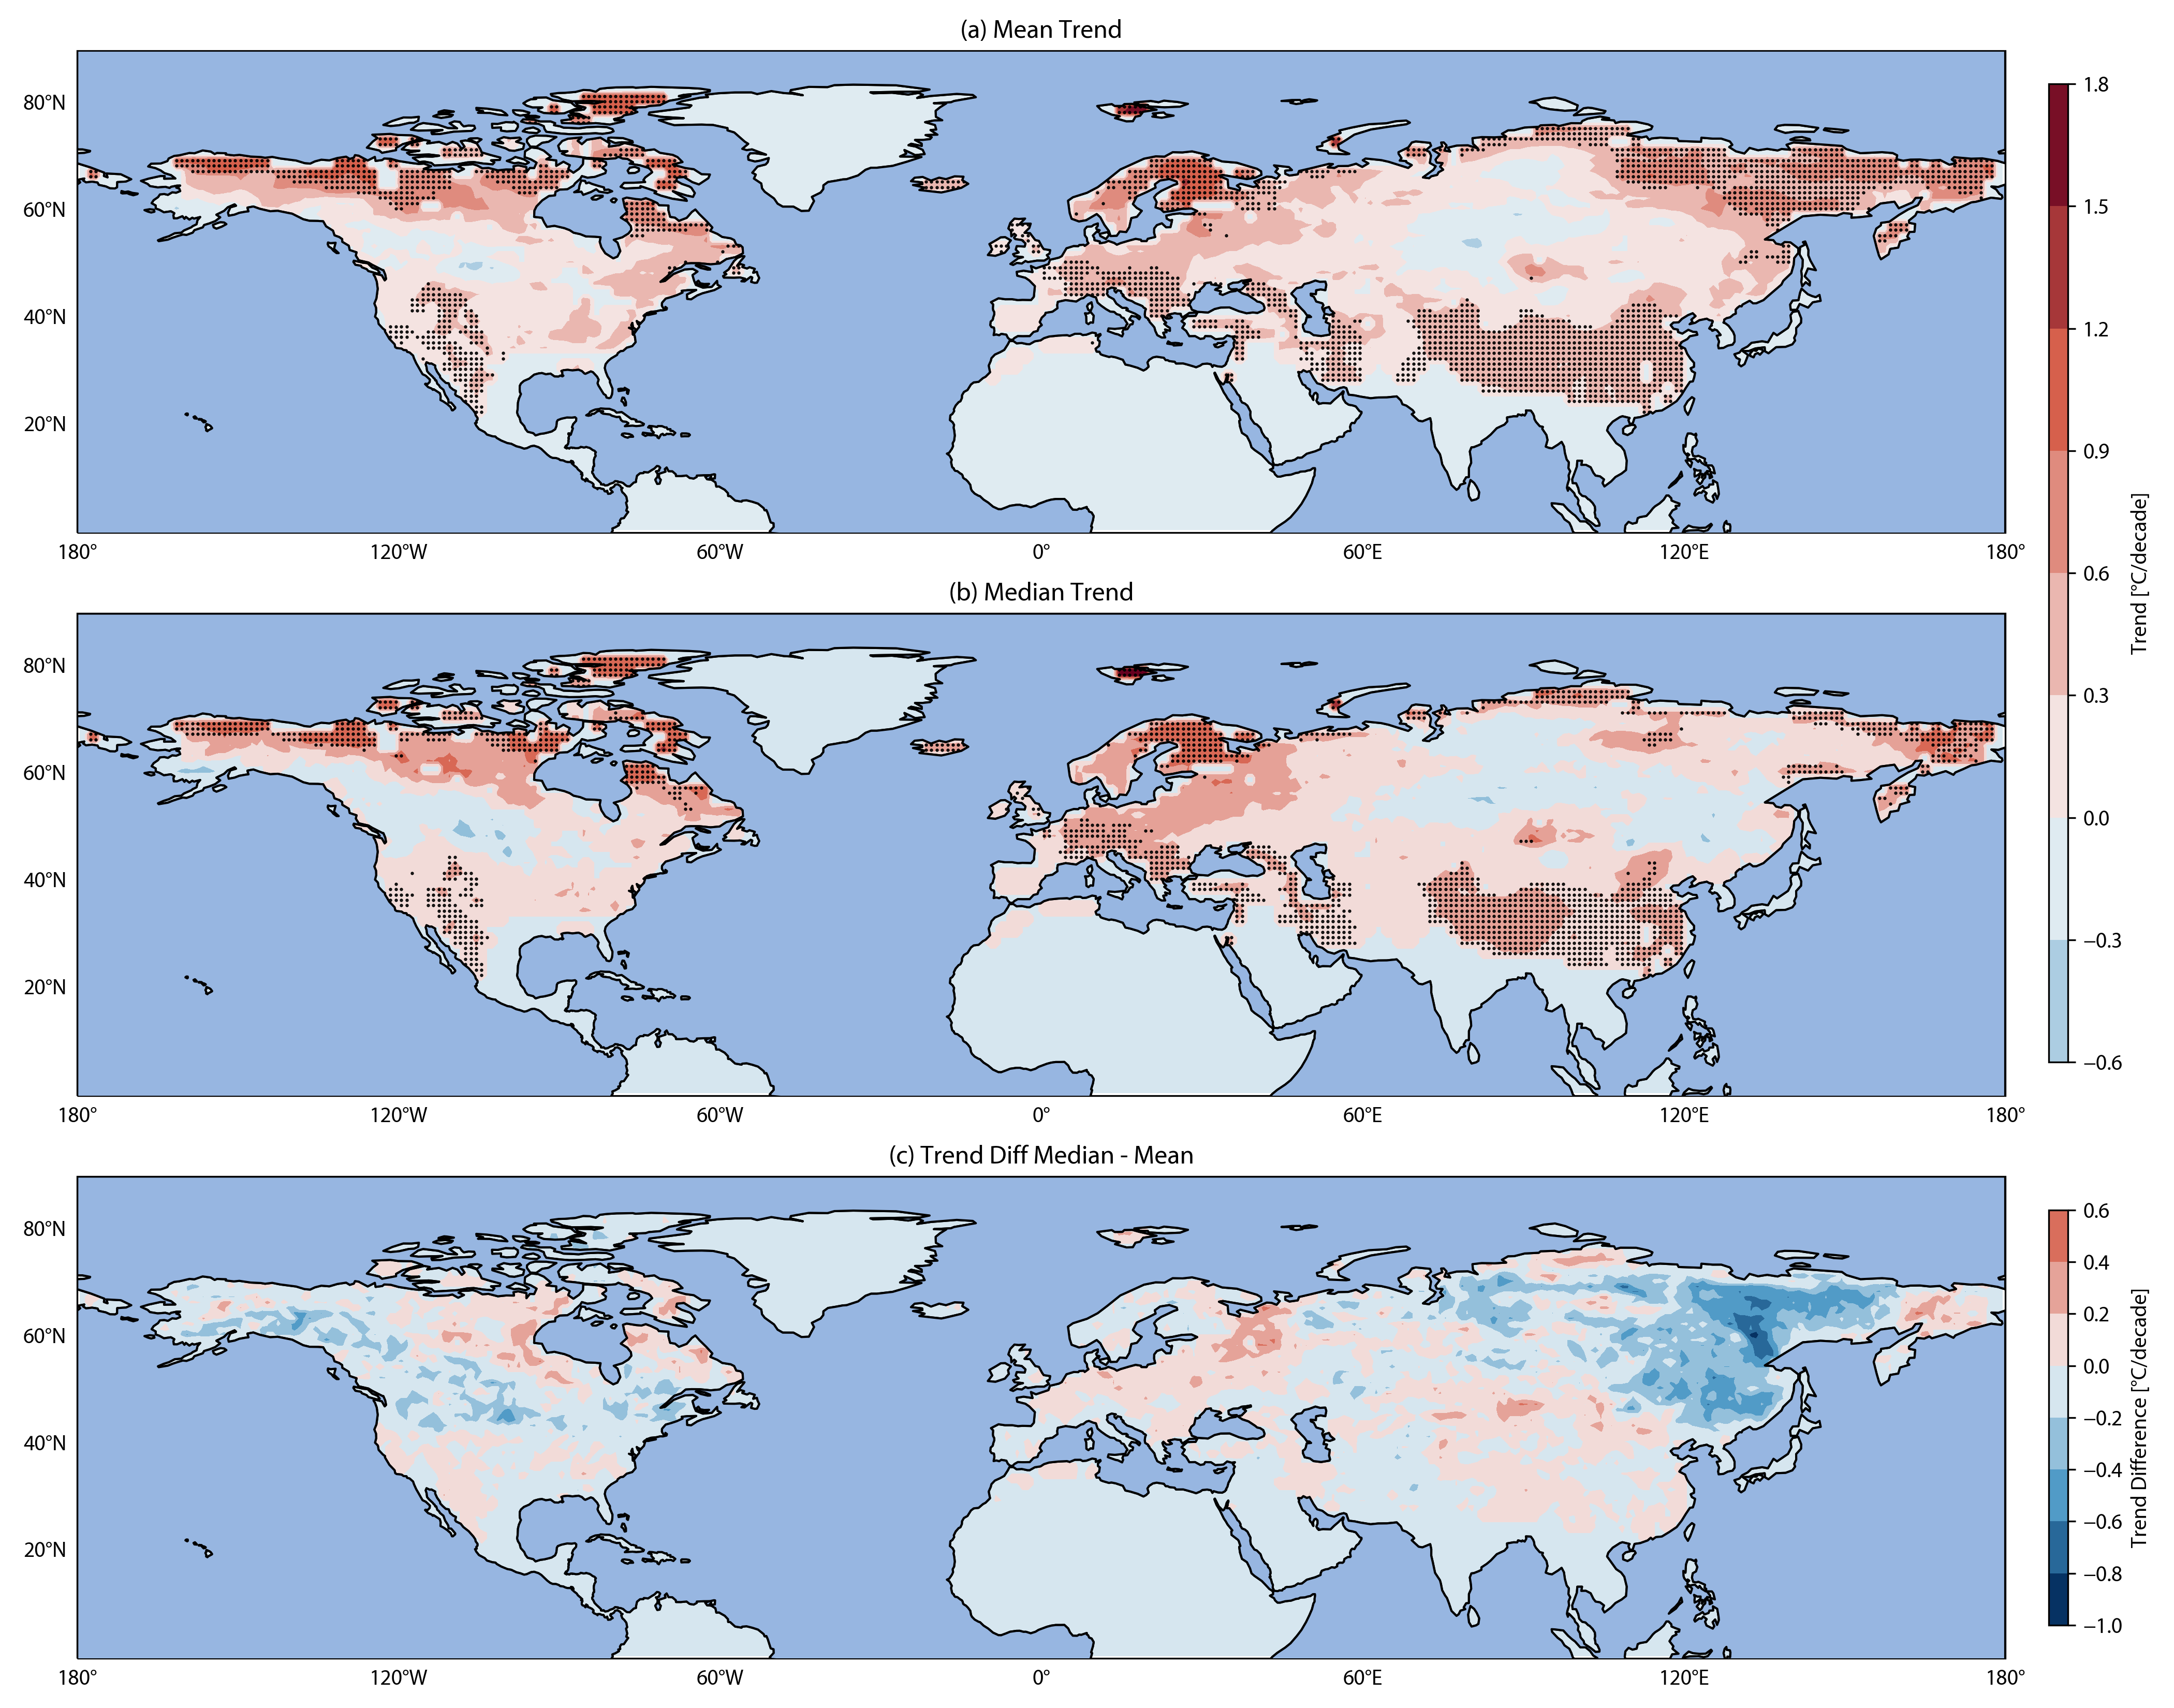 (a) Mean Trend
80°N
60°N
40°N
20°N
180°
120°W
60°W
0°
60°E
120°E
180°
(b) Median Trend
80°N
60°N
40°N
20°N
180°
120°W
60°W
0°
60°E
120°E
180°
1.8
1.5
1.2
0.9
0.6
0.3
0.0
−0.3
−0.6
Trend [°C/decade]
(c) Trend Diff Median - Mean
80°N
60°N
40°N
20°N
180°
120°W
60°W
0°
60°E
120°E
180°
0.6
0.4
0.2
0.0
−0.2
−0.4
−0.6
−0.8
−1.0
Trend Difference [°C/decade]